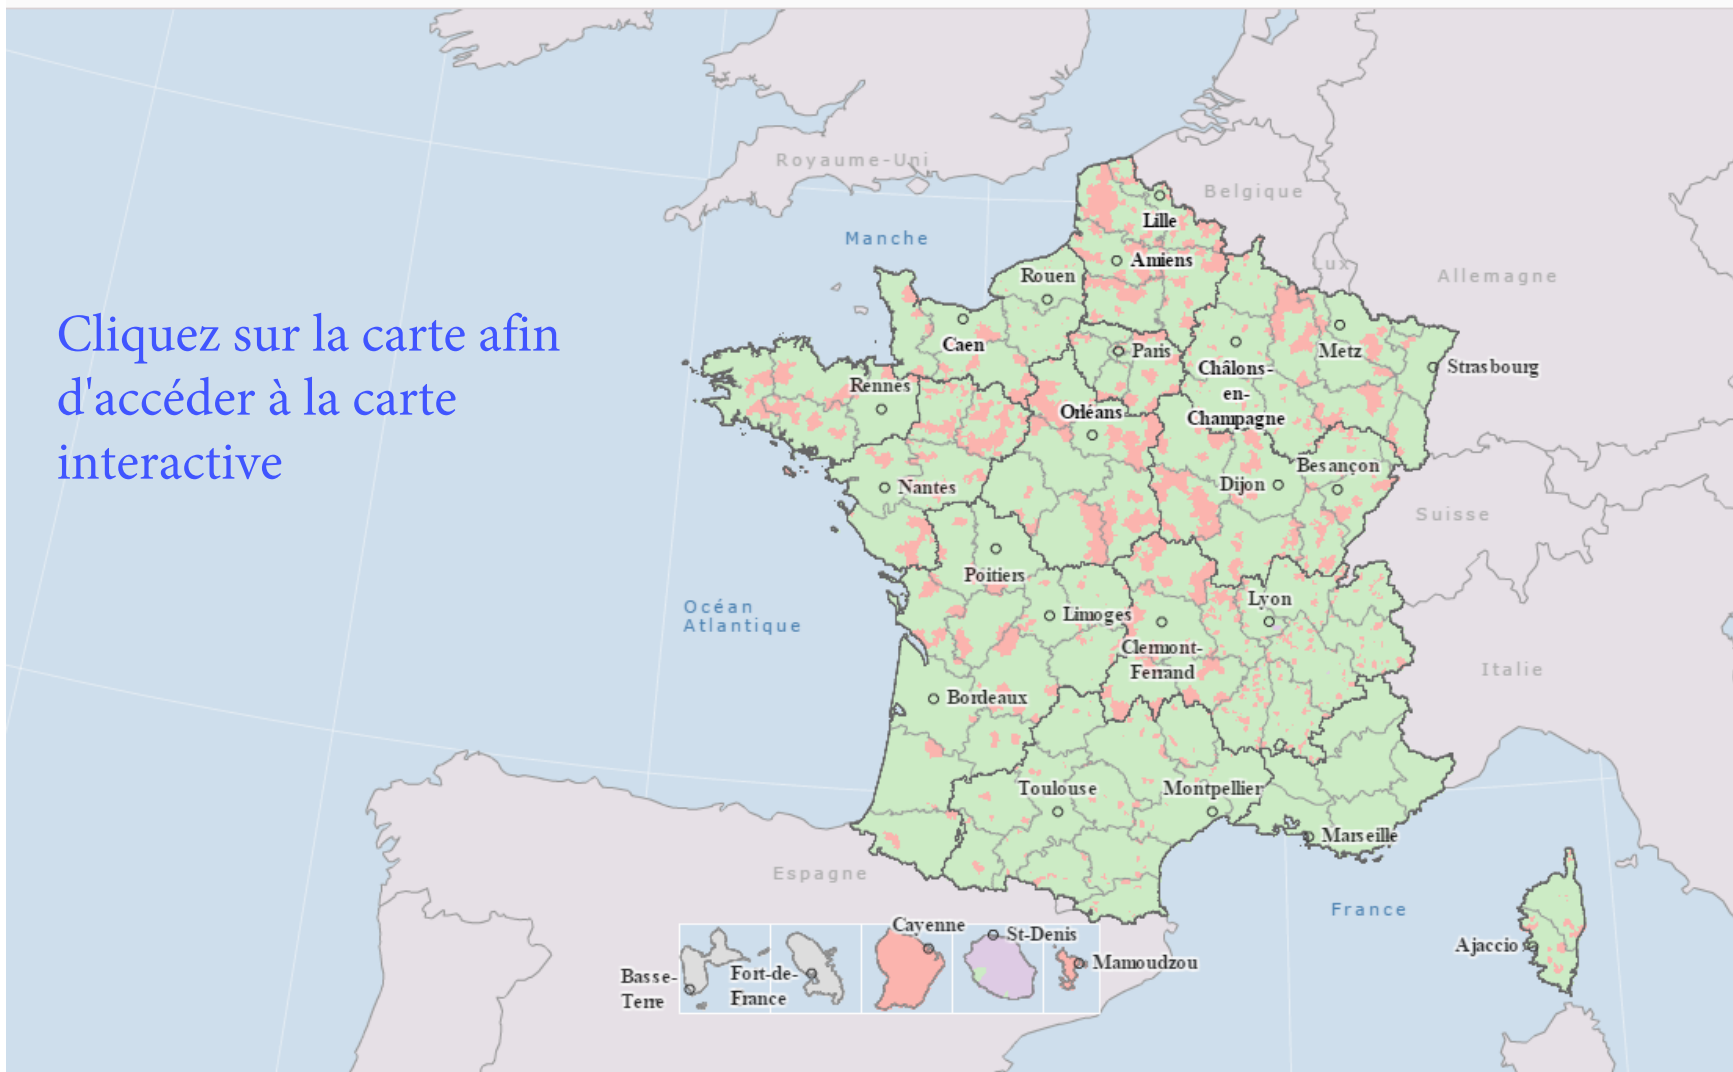 Royaume-Uni
Belgique
Lille
Manche
Amiens
Lux.
Allemagne
Rouen
Cliquez sur la carte afin
d'accéder à la carte
interactive
Caen
Paris
Metz
Strasbourg
Châlons-
en-
Champagne
Rennes
Orléans
Besançon
Dijon
Nantes
Suisse
Poitiers
Océan
Atlantique
Limoges
Lyon
Clermont-
Ferrand
Italie
Bordeaux
Toulouse
Montpellier
Marseille
Espagne
France
Cayenne
St-Denis
Ajaccio
Mamoudzou
Basse-
Terre
Fort-de-
France